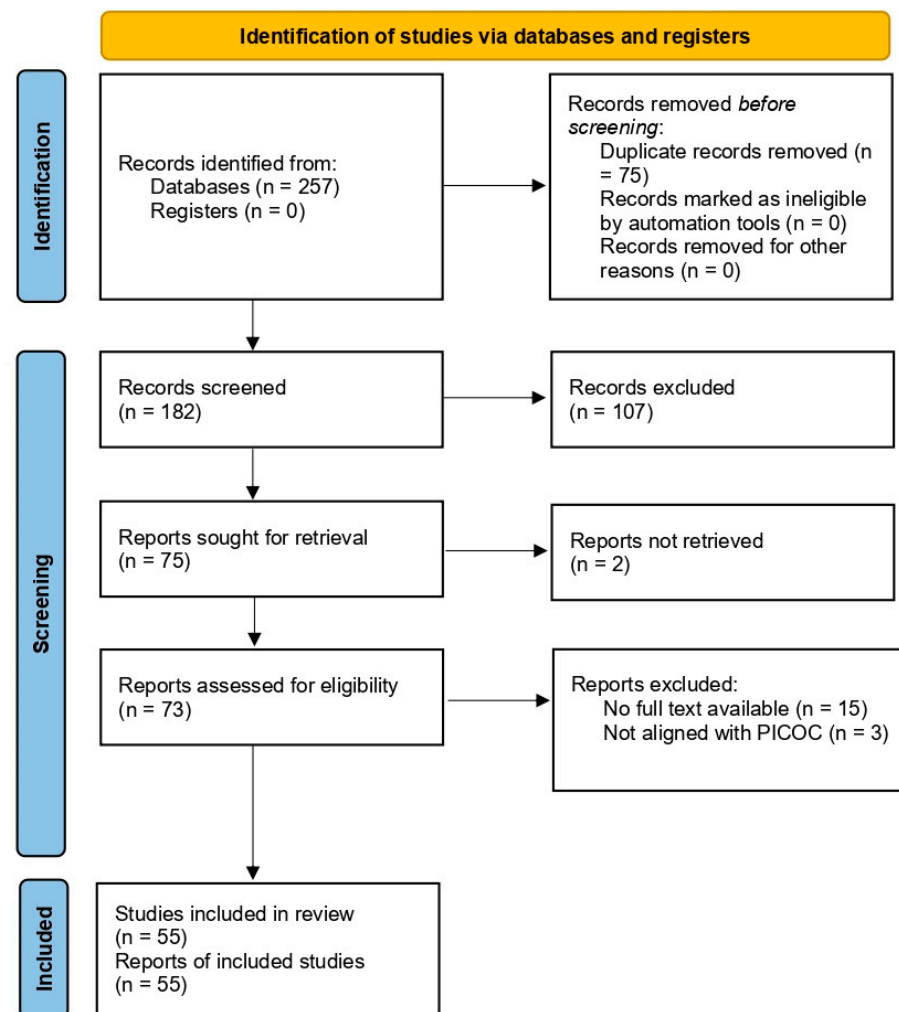 Identification of studies via databases and registers
Identification
Records identified from:
Databases (n = 257)
Registers (n = 0)
Records removed before
screening:
Duplicate records removed (n
= 75)
Records marked as ineligible
by automation tools (n = 0)
Records removed for other
reasons (n = 0)
Screening
Records screened
(n = 182)
Records excluded
(n = 107)
Reports sought for retrieval
(n = 75)
Reports not retrieved
(n = 2)
Reports assessed for eligibility
(n = 73)
Reports excluded:
No full text available (n = 15)
Not aligned with PICOC (n = 3)
Included
Studies included in review
(n = 55)
Reports of included studies
(n = 55)